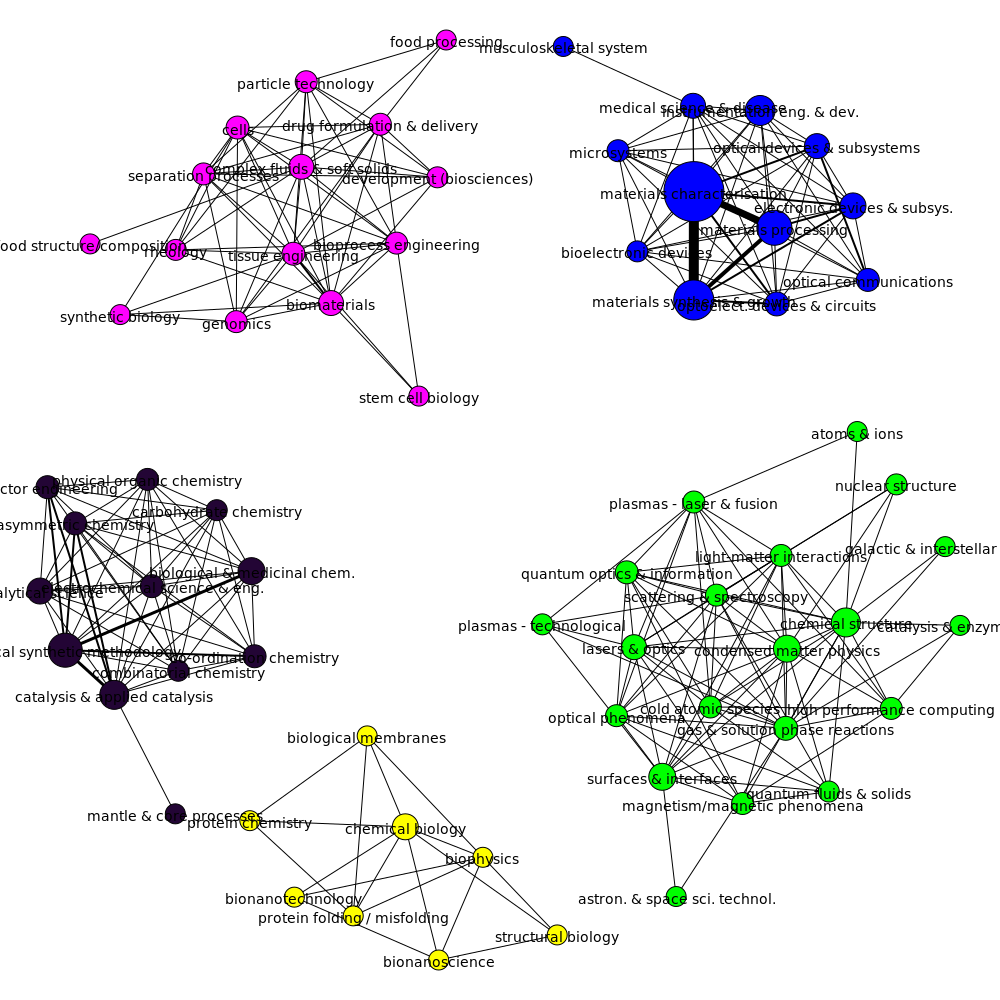 food processing
musculoskeletal system
particle technology
medical science & disease
instrumentation eng. & dev.
cells
drug formulation & delivery
optical devices & subsystems
microsystems
complex fluids & soft solids
separation processes
development (biosciences)
materials characterisation
electronic devices & subsys.
materials processing
ood structure/composition
rheology
tissue engineering
bioprocess engineering
bioelectronic devices
optical communications
biomaterials
materials synthesis & growth
optoelect. devices & circuits
synthetic biology
genomics
stem cell biology
atoms & ions
physical organic chemistry
ctor engineering
nuclear structure
plasmas - laser & fusion
carbohydrate chemistry
asymmetric chemistry
galactic & interstellar
light-matter interactions
biological & medicinal chem.
quantum optics & information
electrochemical science & eng.
alytical science
scattering & spectroscopy
plasmas - technological
chemical structure
catalysis & enzym
lasers & optics
condensed matter physics
cal synthetic methodology
co-ordination chemistry
combinatorial chemistry
catalysis & applied catalysis
cold atomic species
high performance computing
optical phenomena
gas & solution phase reactions
biological membranes
surfaces & interfaces
quantum fluids & solids
magnetism/magnetic phenomena
mantle & core processes
protein chemistry
chemical biology
biophysics
bionanotechnology
astron. & space sci. technol.
protein folding / misfolding
structural biology
bionanoscience